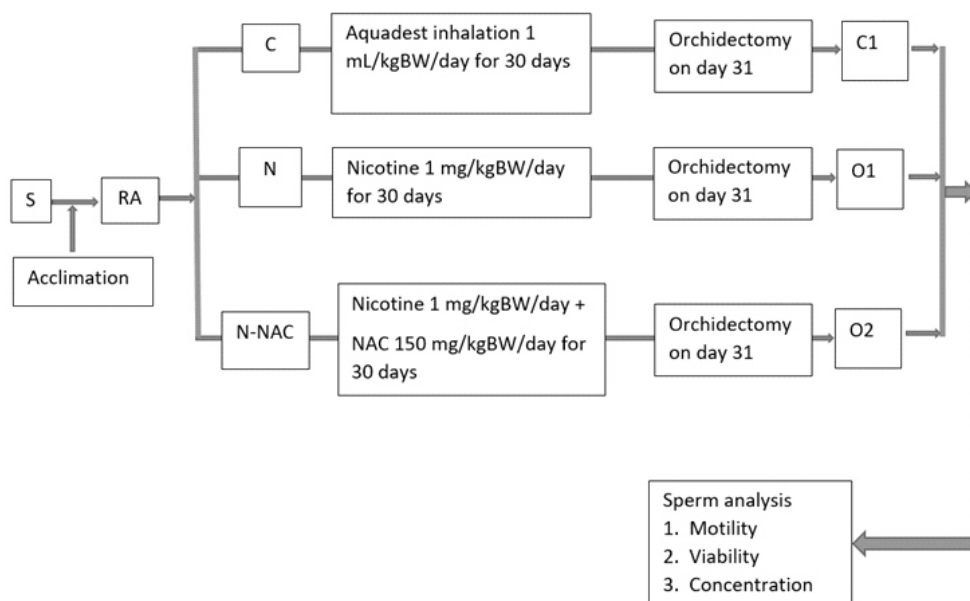 S
Acclimation
RA
C
Aquadest inhalation 1
mL/kgBW/day for 30 days
Orchidectomy
on day 31
C1
N
Nicotine 1 mg/kgBW/day
for 30 days
Orchidectomy
on day 31
O1
N-NAC
Nicotine 1 mg/kgBW/day +
NAC 150 mg/kgBW/day for
30 days
Orchidectomy
on day 31
O2
Sperm analysis
1. Motility
2. Viability
3. Concentration